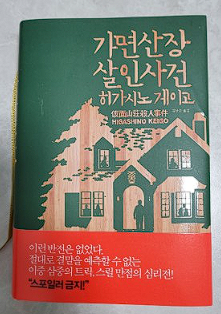 가면산장
살인사건
히가시노 게이고
仮面山荘殺人事件
HIGASHINO KEIGO
이런 반전은 없었다.
절대로 결말을 예측할 수 없는
이중 삼중의 트릭, 스릴 만점의 심리전!
“스포일러 금지!”